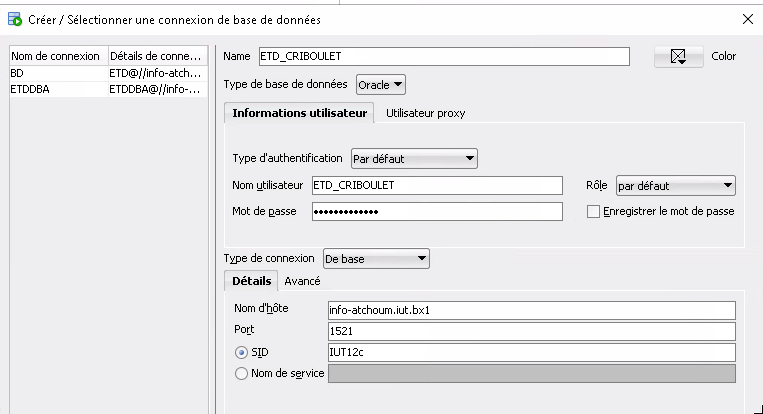 Créer / Sélectionner une connexion de base de données
Nom de connexion Détails de conne...
BD ETD@//info-atch...
ETDDBA ETDDBA@//info-...
Name ETD_CRIBOULET Color
Type de base de données Oracle
Informations utilisateur Utilisateur proxy
Type d'authentification Par défaut
Nom utilisateur ETD_CRIBOULET Rôle par défaut
Mot de passe ••••••••••••• Enregistrer le mot de passe
Type de connexion De base
Détails Avancé
Nom d'hôte info-atchoum.iut.bx1
Port 1521
SID IUT12c
Nom de service